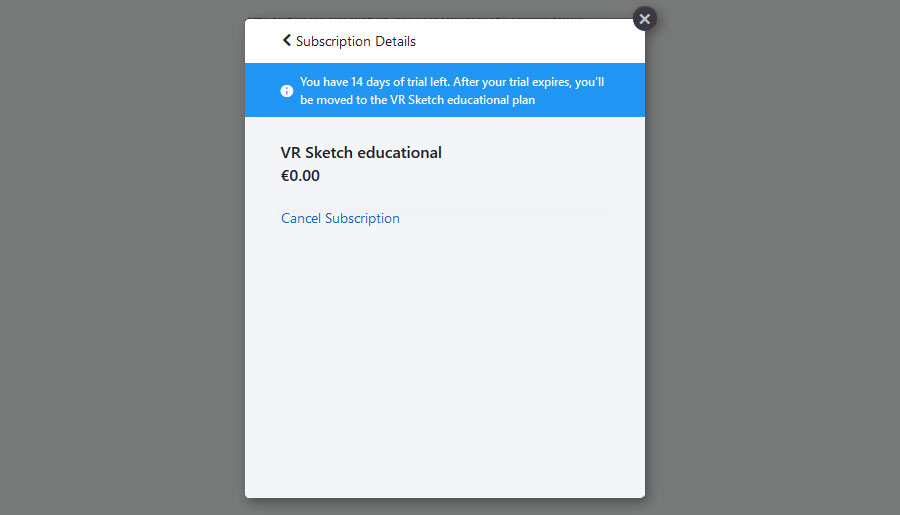 Subscription Details
You have 14 days of trial left. After your trial expires, you'll
be moved to the VR Sketch educational plan
VR Sketch educational
€0.00
Cancel Subscription